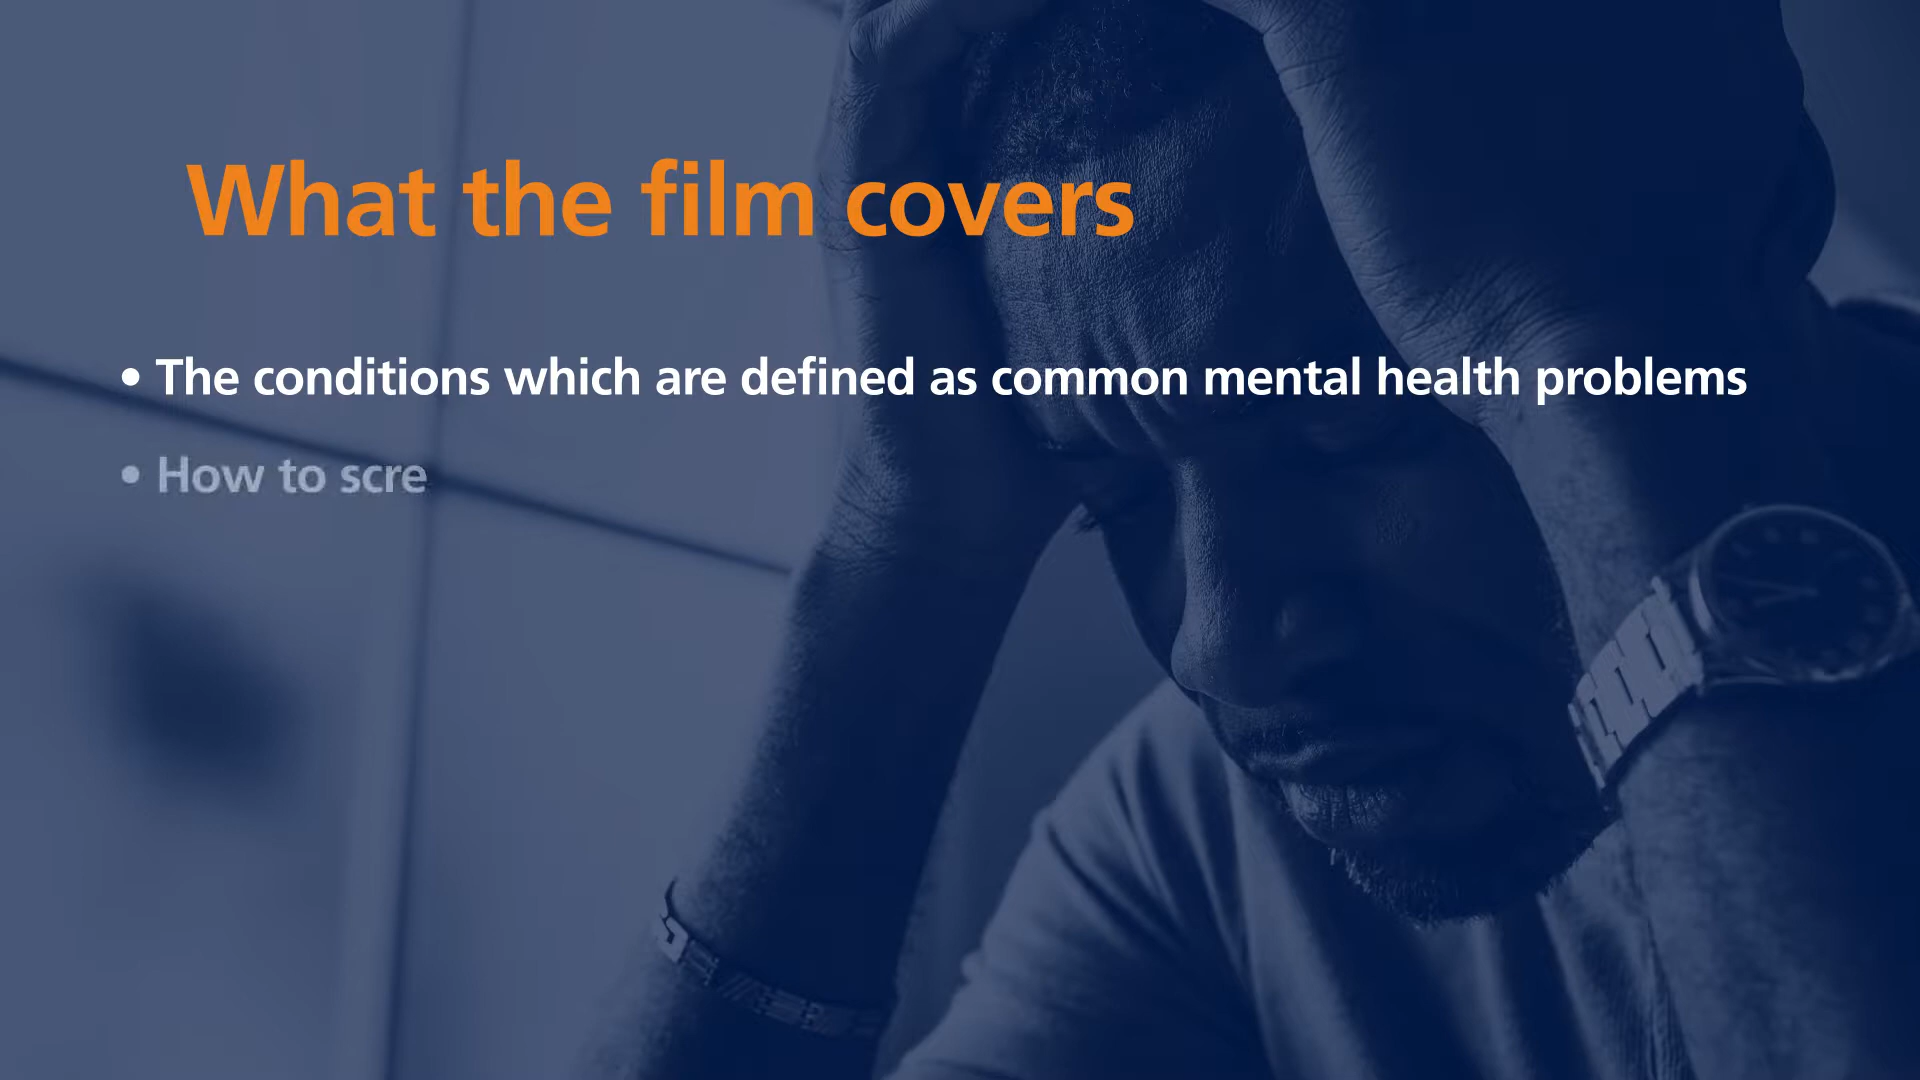 What the film covers
• The conditions which are defined as common mental health problems
• How to scre